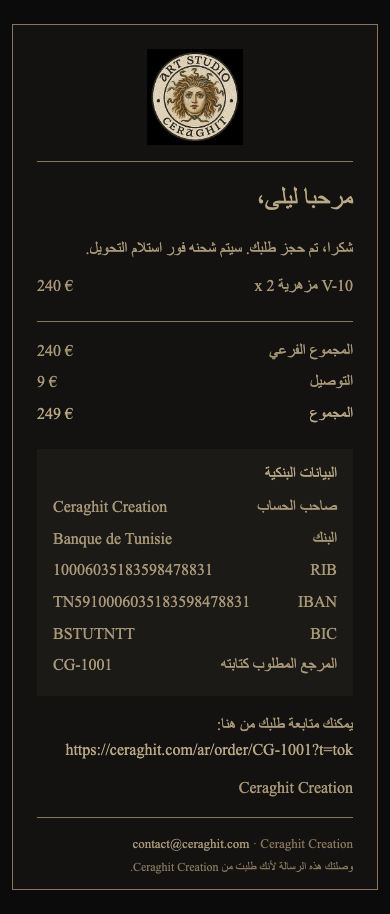 ART STUDIO
CERAGHIT
مرحبا ليلى،
شكرا، تم حجز طلبك. سيتم شحنه فور استلام التحويل.
V-10 مزهرية x 2 240 €
المجموع الفرعي 240 €
التوصيل 9 €
المجموع 249 €
البيانات البنكية
صاحب الحساب Ceraghit Creation
البنك Banque de Tunisie
RIB 10006035183598478831
IBAN TN5910006035183598478831
BIC BSTUTNTT
المرجع المطلوب كتابته CG-1001
يمكنك متابعة طلبك من هنا:
https://ceraghit.com/ar/order/CG-1001?t=tok
Ceraghit Creation
Ceraghit Creation · contact@ceraghit.com
وصلتك هذه الرسالة لأنك طلبت من Ceraghit Creation.